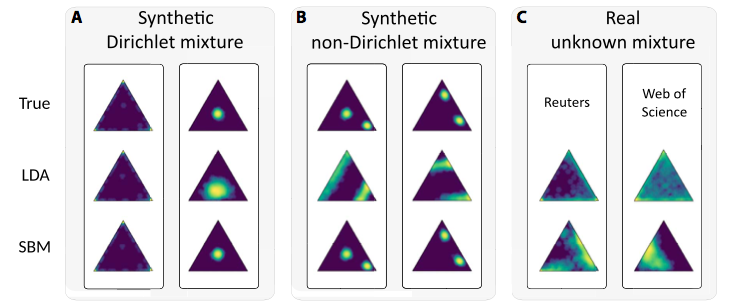 A
Synthetic
Dirichlet mixture
B
Synthetic
non-Dirichlet mixture
C
Real
unknown mixture
True
Reuters
Web of
Science
LDA
SBM